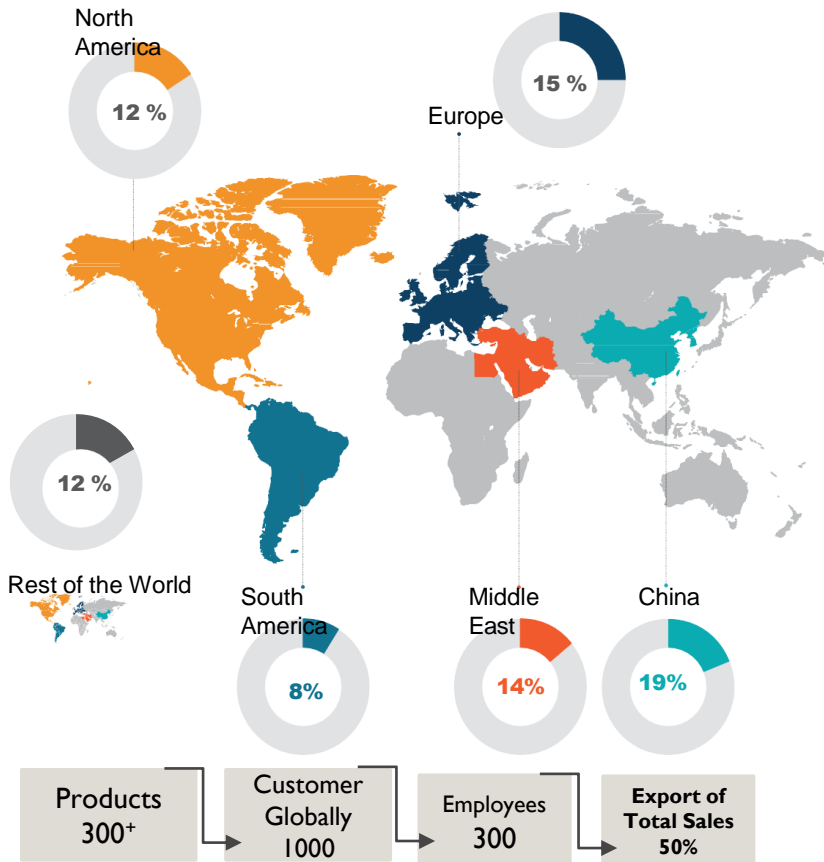 North
America
12 %
15 %
Europe
12 %
Rest of the World
South
America
8%
Middle
East
14%
China
19%
Products
300⁺
Customer
Globally
1000
Employees
300
Export of
Total Sales
50%